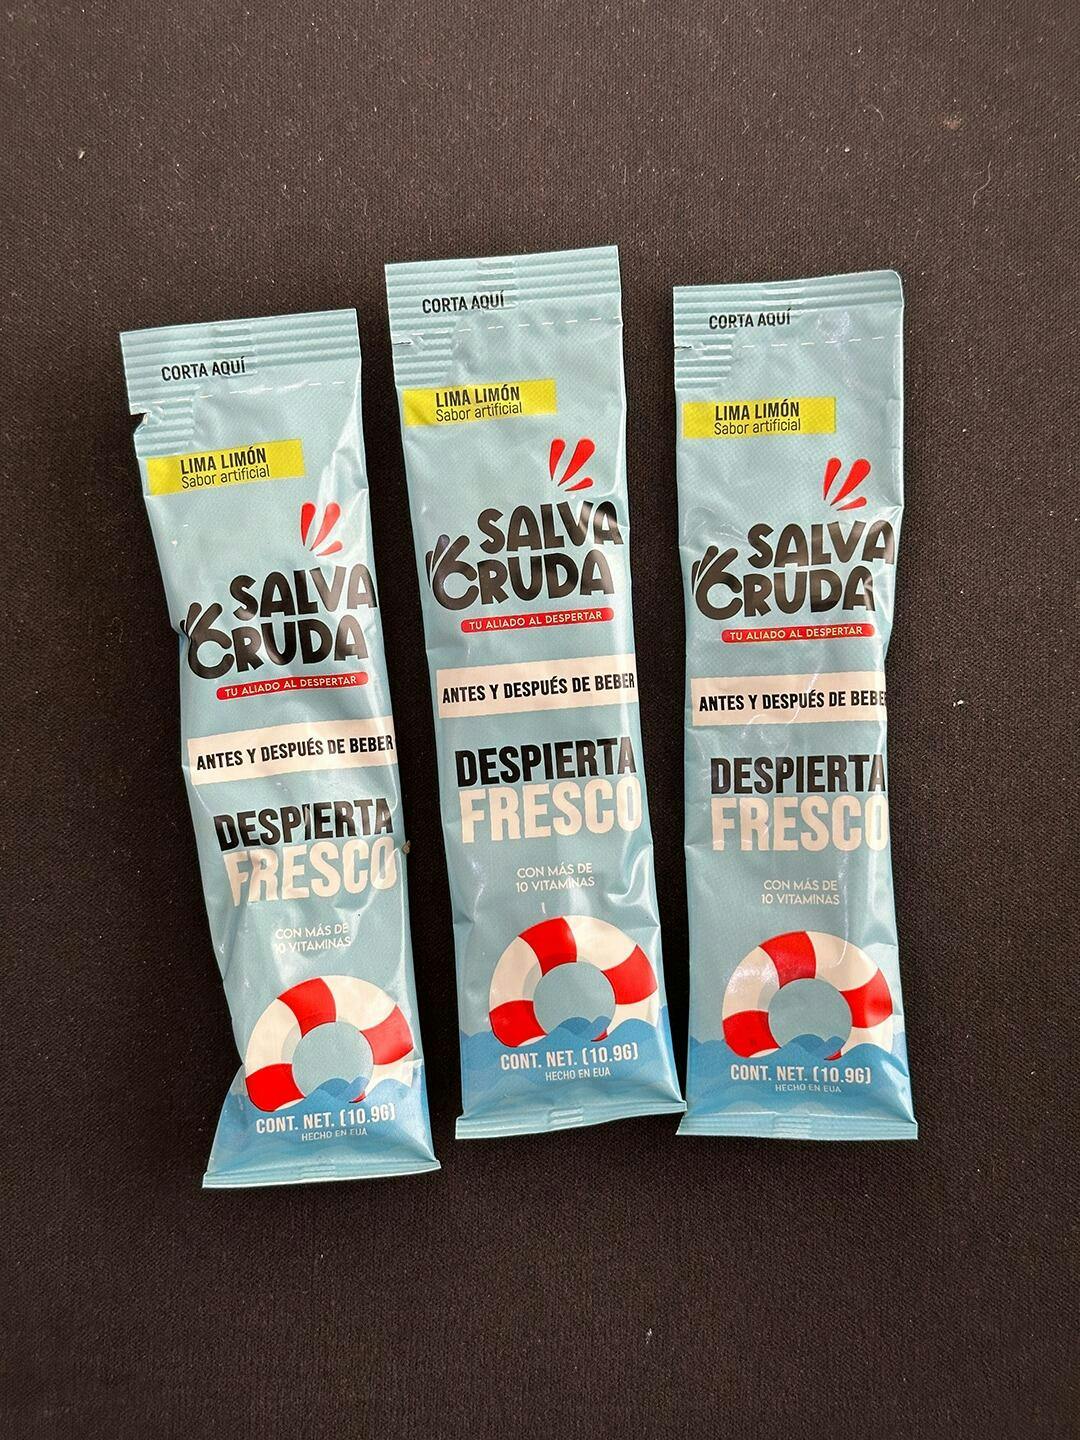 CORTA AQUÍ
LIMA LIMÓN
Sabor artificial
SALVA
CRUDA
TU ALIADO AL DESPERTAR
ANTES Y DESPUÉS DE BEBER
DESPIERTA
FRESCO
CON MÁS DE
10 VITAMINAS
CONT. NET. (10.9G)
HECHO EN EUA
CORTA AQUÍ
LIMA LIMÓN
Sabor artificial
SALVA
CRUDA
TU ALIADO AL DESPERTAR
ANTES Y DESPUÉS DE BEBER
DESPIERTA
FRESCO
CON MÁS DE
10 VITAMINAS
CONT. NET. (10.9G)
HECHO EN EUA
CORTA AQUÍ
LIMA LIMÓN
Sabor artificial
SALVA
CRUDA
TU ALIADO AL DESPERTAR
ANTES Y DESPUÉS DE BEBE
DESPIERTA
FRESCO
CON MÁS DE
10 VITAMINAS
CONT. NET. (10.9G)
HECHO EN EUA